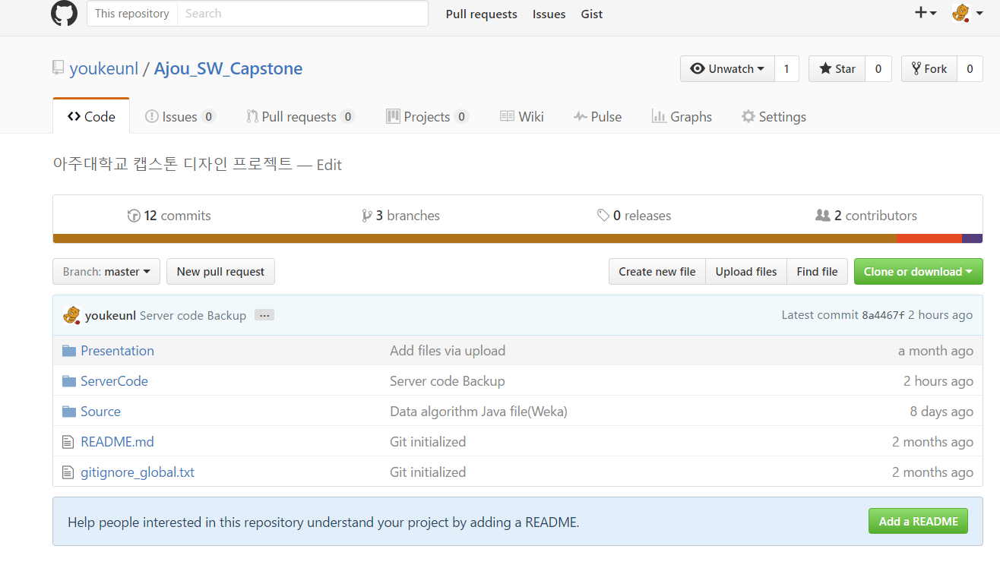 This repository Search Pull requests Issues Gist
youkeunl / Ajou_SW_Capstone Unwatch 1 Star 0 Fork 0
Code Issues 0 Pull requests 0 Projects 0 Wiki Pulse Graphs Settings
아주대학교 캡스톤 디자인 프로젝트 — Edit
12 commits 3 branches 0 releases 2 contributors
Branch: master New pull request Create new file Upload files Find file Clone or download
youkeunl Server code Backup ... Latest commit 8a4467f 2 hours ago
Presentation Add files via upload a month ago
ServerCode Server code Backup 2 hours ago
Source Data algorithm Java file(Weka) 8 days ago
README.md Git initialized 2 months ago
gitignore_global.txt Git initialized 2 months ago
Help people interested in this repository understand your project by adding a README. Add a README